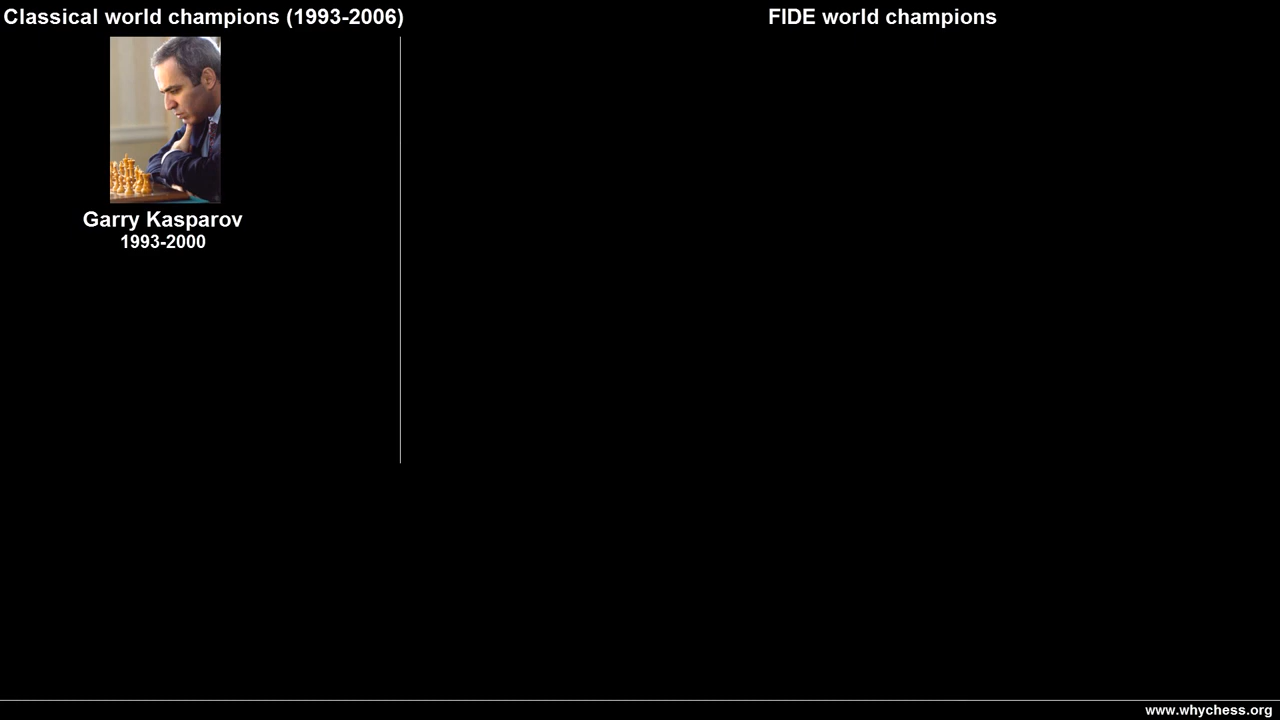 Classical world champions (1993-2006)
FIDE world champions
Garry Kasparov
1993-2000
www.whychess.org